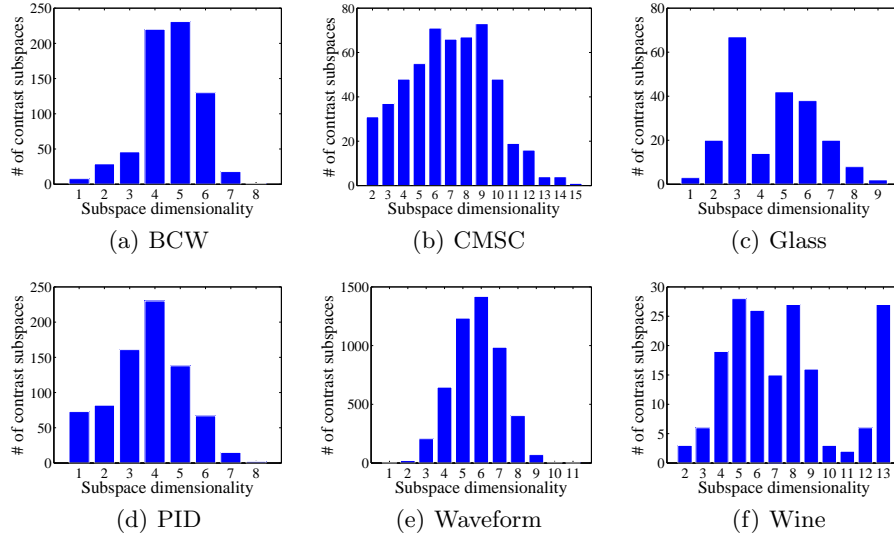 # of contrast subspaces
250
200
150
100
50
0
1 2 3 4 5 6 7 8
Subspace dimensionality
(a) BCW
# of contrast subspaces
80
60
40
20
0
2 3 4 5 6 7 8 9 10 11 12 13 14 15
Subspace dimensionality
(b) CMSC
# of contrast subspaces
80
60
40
20
0
1 2 3 4 5 6 7 8 9
Subspace dimensionality
(c) Glass
# of contrast subspaces
250
200
150
100
50
0
1 2 3 4 5 6 7 8
Subspace dimensionality
(d) PID
# of contrast subspaces
1500
1000
500
0
1 2 3 4 5 6 7 8 9 10 11
Subspace dimensionality
(e) Waveform
# of contrast subspaces
30
25
20
15
10
5
0
2 3 4 5 6 7 8 9 10 11 12 13
Subspace dimensionality
(f) Wine